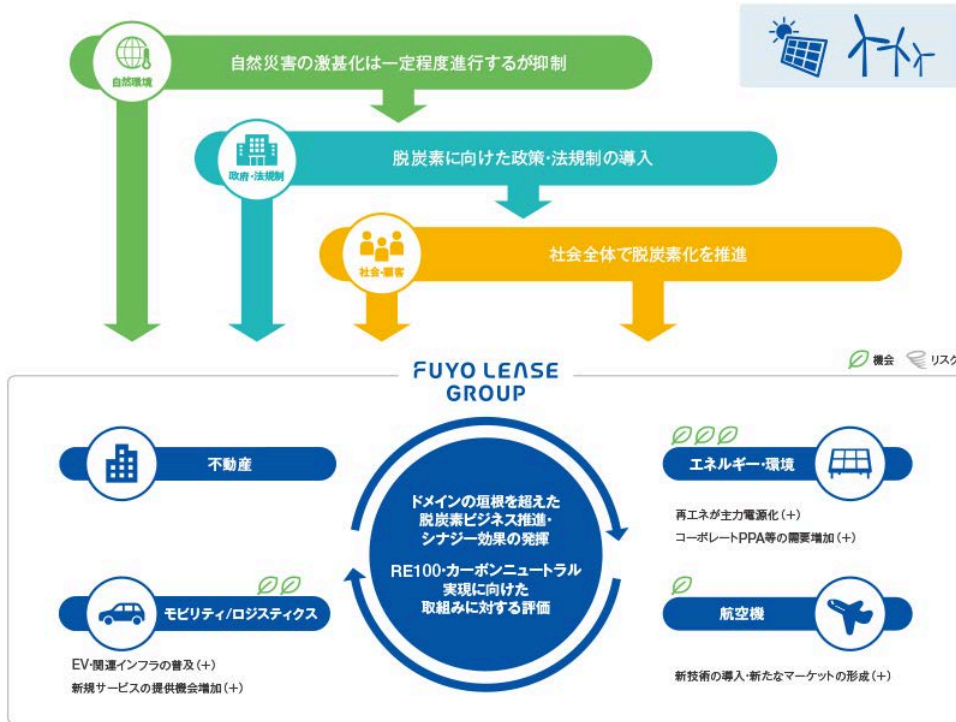 自然環境
自然災害の激甚化は一定程度進行するが抑制
政府・法規制
脱炭素に向けた政策・法規制の導入
社会・顧客
社会全体で脱炭素化を推進
機会
リスク
FUYO LEASE
GROUP
不動産
モビリティ/ロジスティクス
EV・関連インフラの普及(+)
新規サービスの提供機会増加(+)
ドメインの垣根を超えた
脱炭素ビジネス推進・
シナジー効果の発揮
RE100・カーボンニュートラル
実現に向けた
取組みに対する評価
エネルギー・環境
再エネが主力電源化(+)
コーポレートPPA等の需要増加(+)
航空機
新技術の導入・新たなマーケットの形成(+)